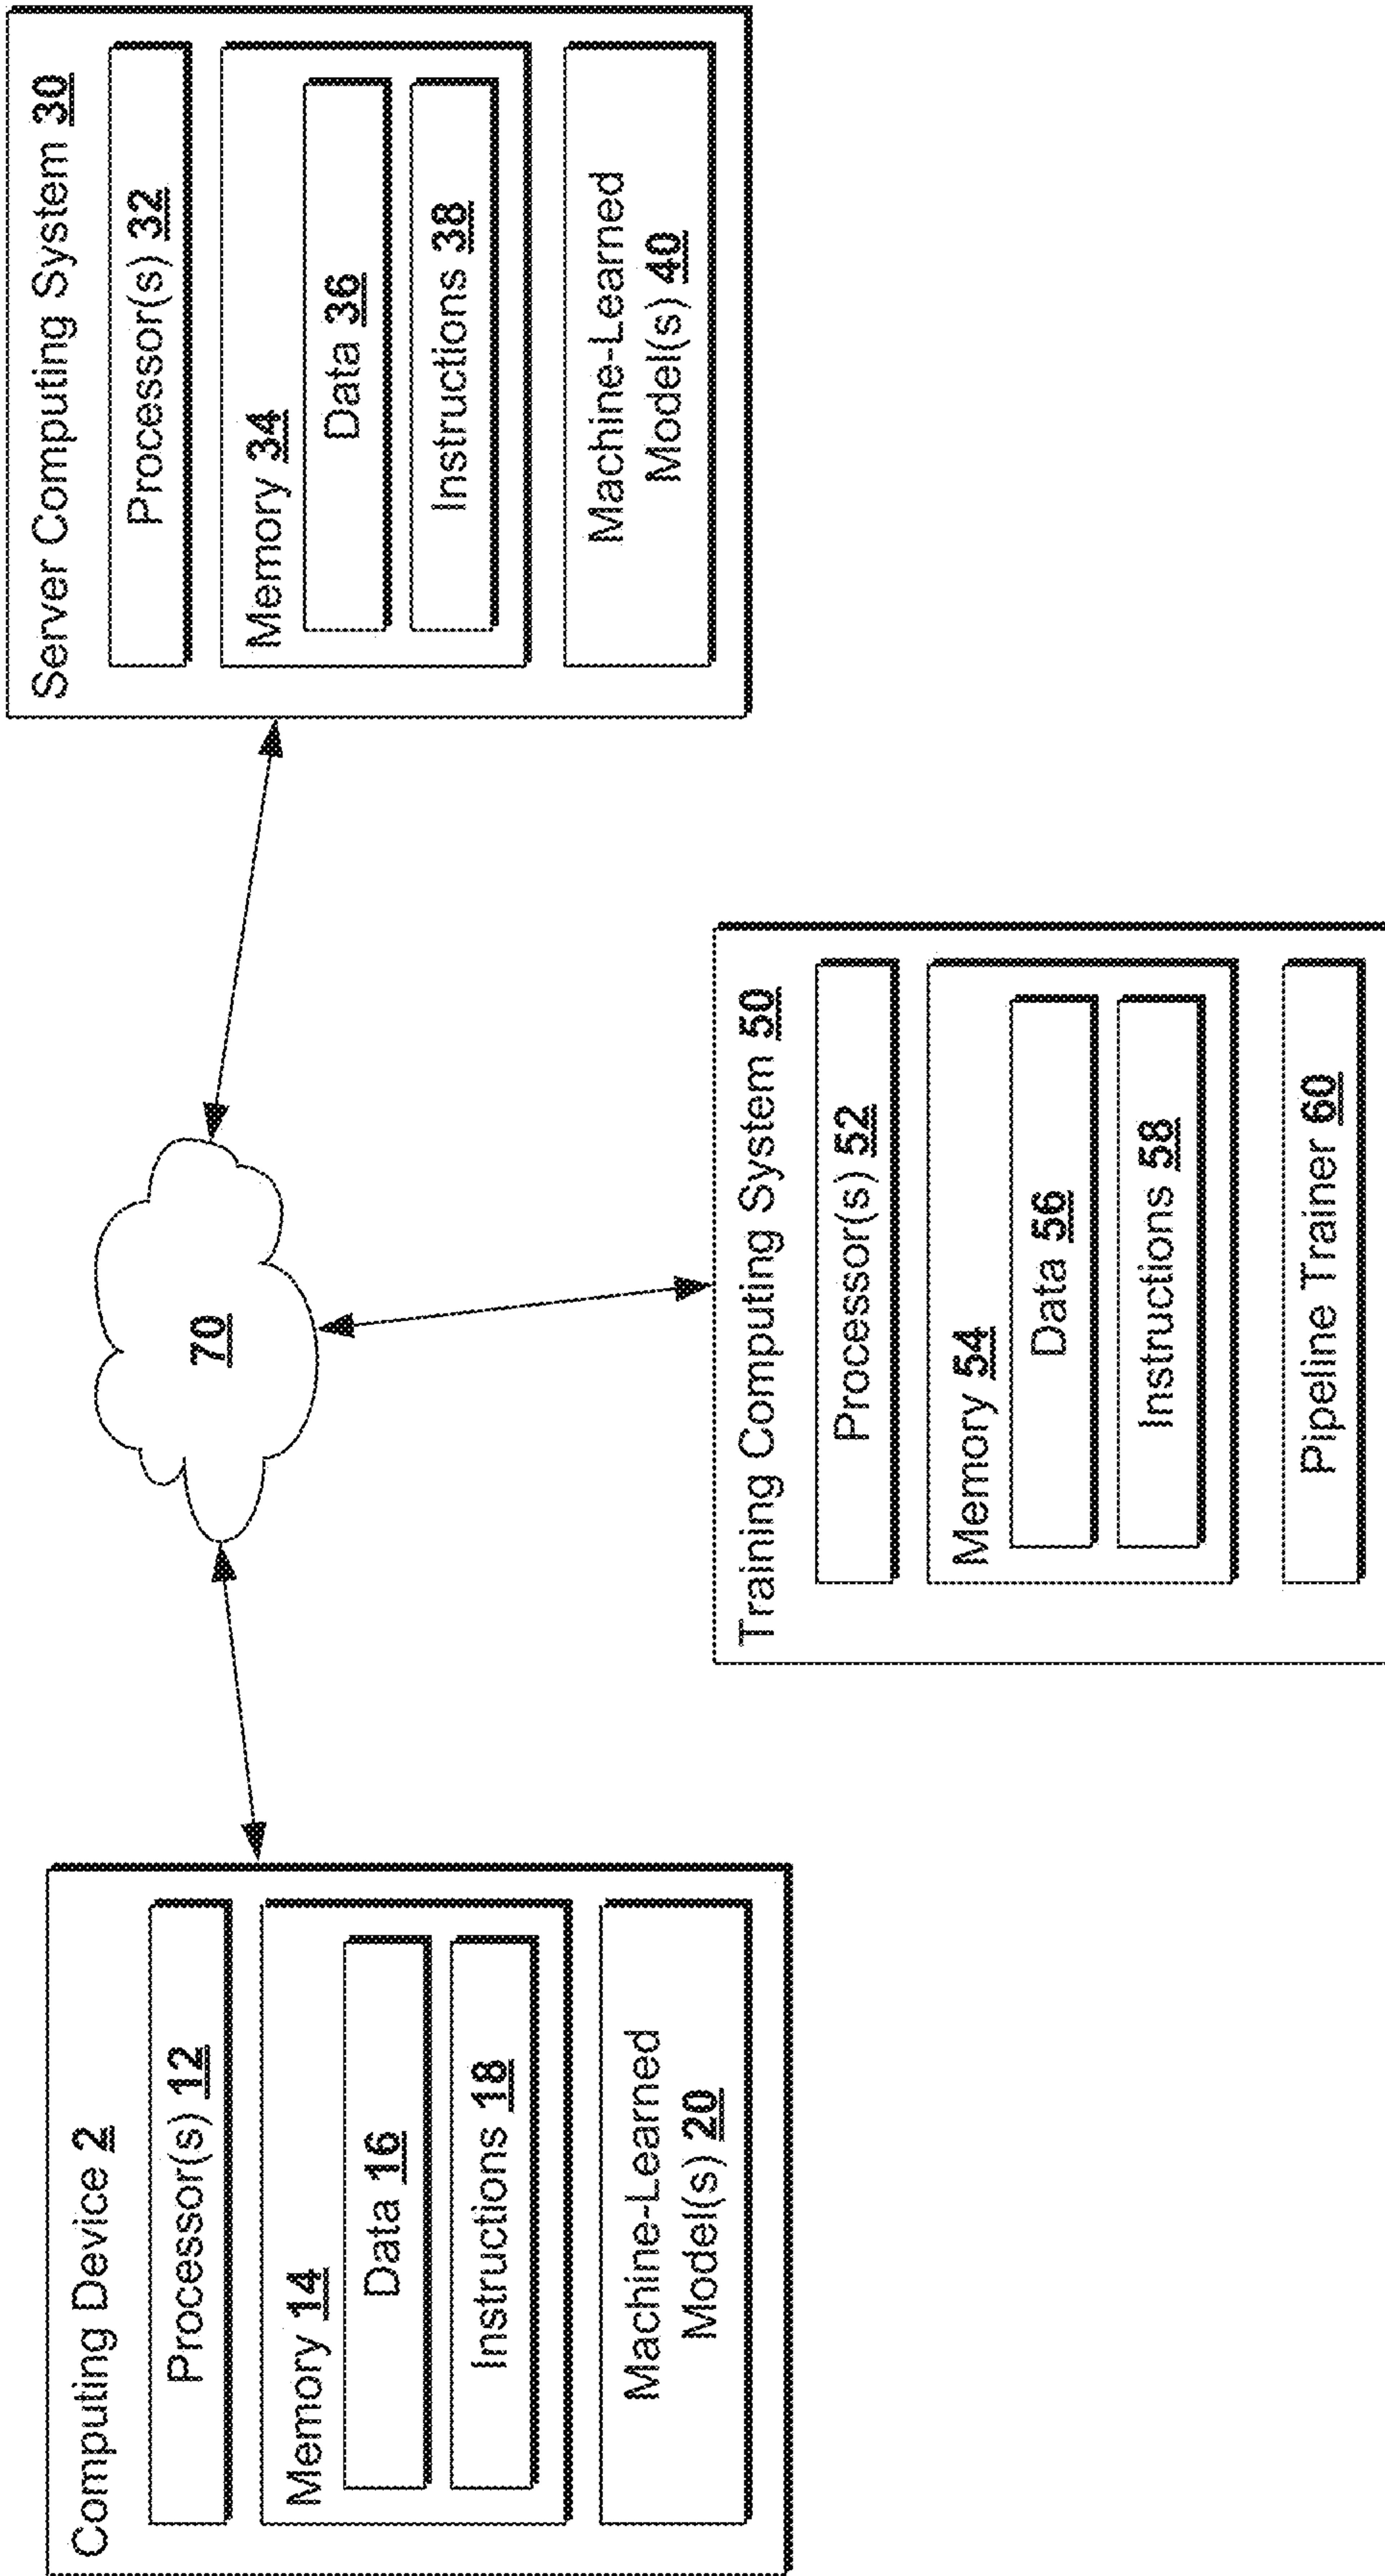 Computing Device 2
Processor(s) 12
Memory 14
Data 16
Instructions 18
Machine-Learned
Model(s) 20
70
Training Computing System 50
Processor(s) 52
Memory 54
Data 56
Instructions 58
Pipeline Trainer 60
Server Computing System 30
Processor(s) 32
Memory 34
Data 36
Instructions 38
Machine-Learned
Model(s) 40